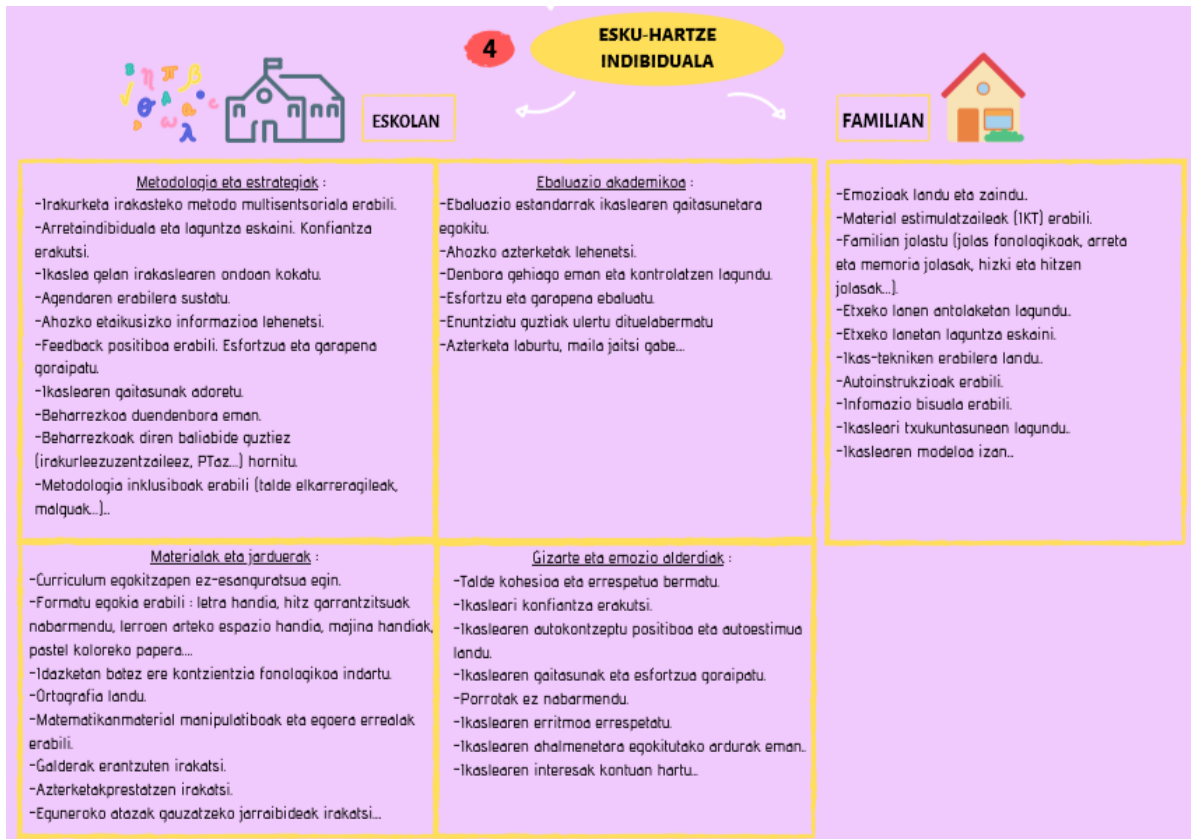 4
ESKU-HARTZE
INDIBIDUALA
ESKOLAN
FAMILIAN
Metodologia eta estrategiak :
-Irakurketa irakasteko metodo multisentsoriala erabili.
-Arretaindibiduala eta laguntza eskaini. Konfiantza
erakutsi.
-Ikaslea gelan irakaslearen ondoan kokatu.
-Agendaren erabilera sustatu.
-Ahozko etaikusizko informazioa lehenetsi.
-Feedback positiboa erabili. Esfortzua eta garapena
goraipatu.
-Ikaslearen gaitasunak adoretu.
-Beharrezkoa duendenbora eman.
-Beharrezkoak diren baliabide guztiez
(irakurleezuzentzaileez, PTaz...) hornitu.
-Metodologia inklusiboak erabili (talde elkarreragileak,
malguak...)..
Ebaluazio akademikoa :
-Ebaluazio estandarrak ikaslearen gaitasunetara
egokitu.
-Ahozko azterketak lehenetsi.
-Denbora gehiago eman eta kontrolatzen lagundu.
-Esfortzu eta garapena ebaluatu.
-Enuntziatu guztiak ulertu dituelabermatu
-Azterketa laburtu, maila jaitsi gabe...
-Emozioak landu eta zaindu.
-Material estimulatzaileak (IKT) erabili.
-Familian jolastu (jolas fonologikoak, arreta
eta memoria jolasak, hizki eta hitzen
jolasak...).
-Etxeko lanen antolaketan lagundu.
-Etxeko lanetan laguntza eskaini.
-Ikas-tekniken erabilera landu.
-Autoinstrukzioak erabili.
-Infomazio bisuala erabili.
-Ikasleari txukuntasunean lagundu..
-Ikaslearen modeloa izan..
Materialak eta jarduerak :
-Curriculum egokitzapen ez-esanguratsua egin.
-Formatu egokia erabili : letra handia, hitz garrantzitsuak
nabarmendu, lerroen arteko espazio handia, majina handiak,
pastel koloreko papera....
-Idazketan batez ere kontzientzia fonologikoa indartu.
-Ortografia landu.
-Matematikanmaterial manipulatiboak eta egoera errealak
erabili.
-Galderak erantzuten irakatsi.
-Azterketakprestatzen irakatsi.
-Eguneroko atazak gauzatzeko jarraibideak irakatsi...
Gizarte eta emozio alderdiak :
-Talde kohesioa eta errespetua bermatu.
-Ikasleari konfiantza erakutsi.
-Ikaslearen autokontzeptu positiboa eta autoestimua
landu.
-Ikaslearen gaitasunak eta esfortzua goraipatu.
-Porrotak ez nabarmendu.
-Ikaslearen erritmoa errespetatu.
-Ikaslearen ahalmenetara egokitutako ardurak eman..
-Ikaslearen interesak kontuan hartu..